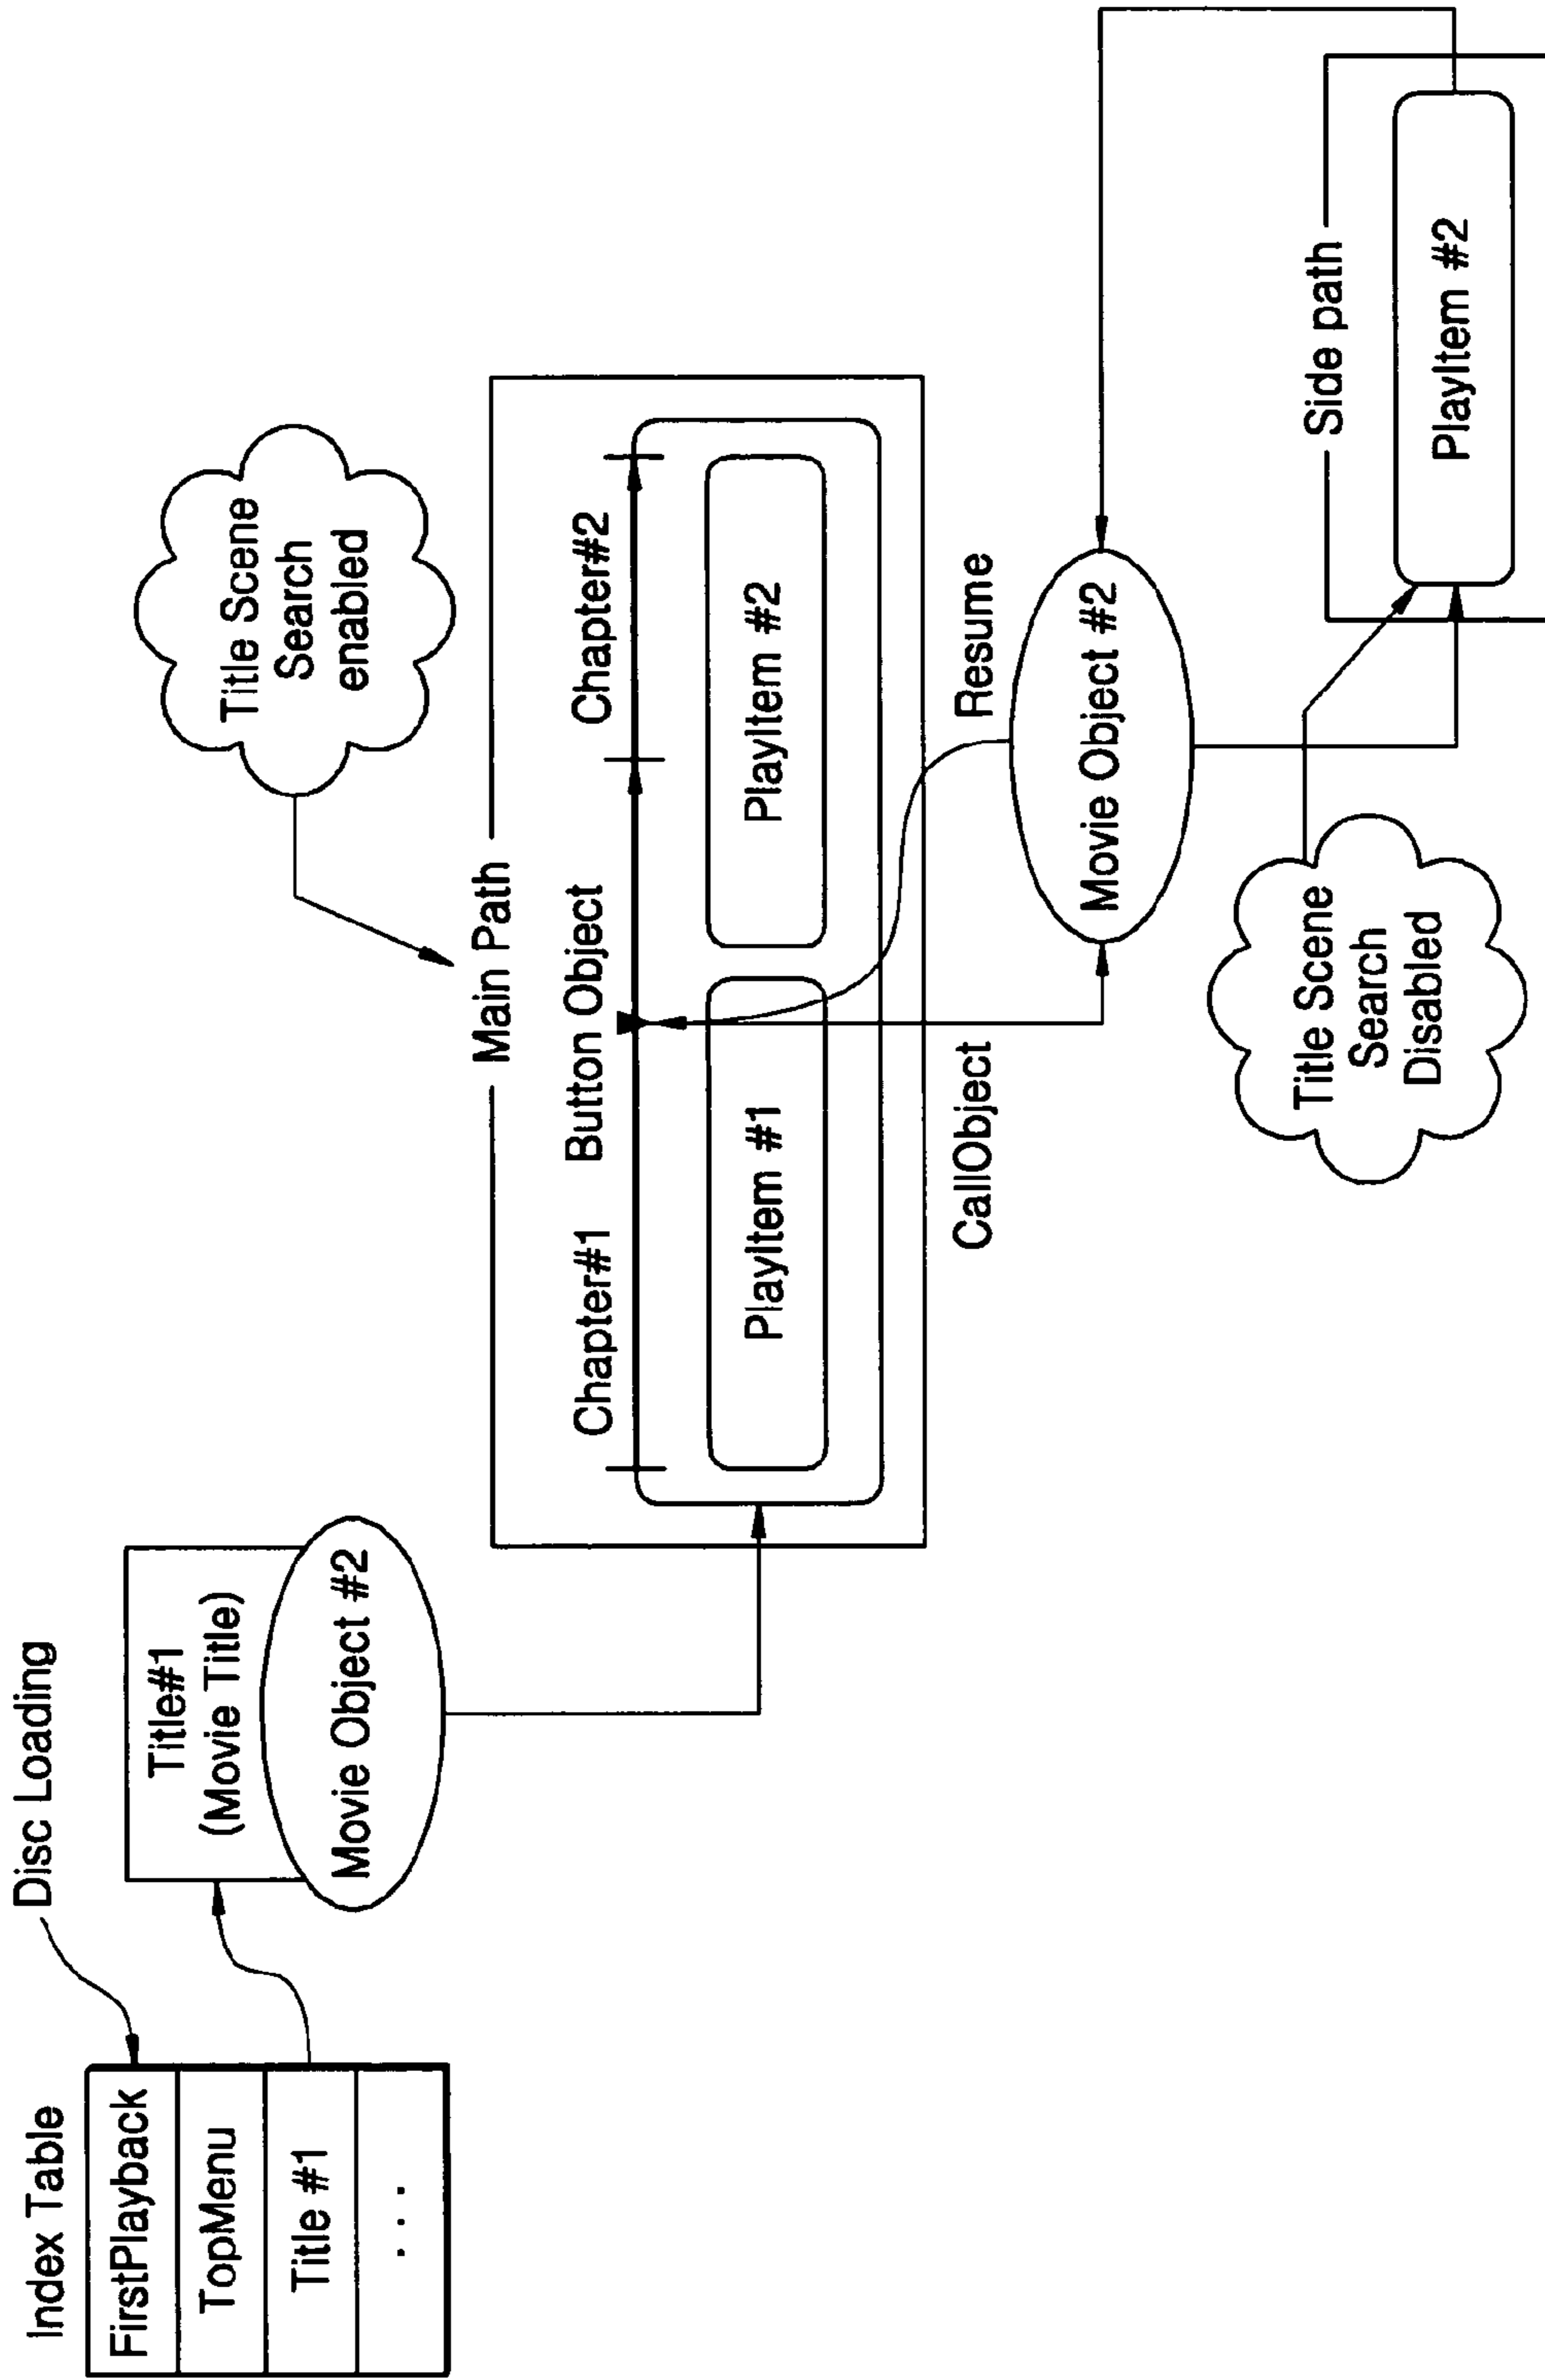 Index Table
FirstPlayback
TopMenu
Title #1
. . .
Disc Loading
Title#1
(Movie Title)
Movie Object #2
Title Scene
Search
enabled
Main Path
Chapter#1
Button Object
Chapter#2
PlayItem #1
PlayItem #2
CallObject
Resume
Movie Object #2
Title Scene
Search
Disabled
Side path
PlayItem #2